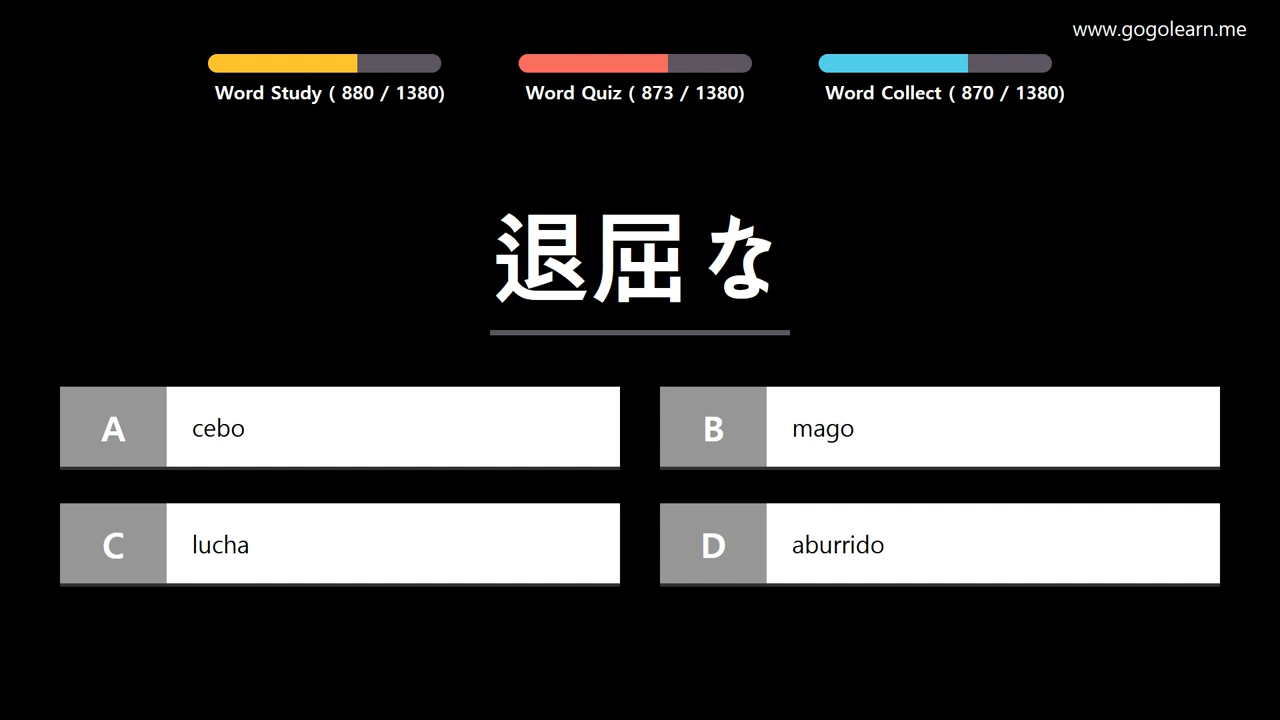 www.gogolearn.me
Word Study ( 880 / 1380)
Word Quiz ( 873 / 1380)
Word Collect ( 870 / 1380)
退屈な
A cebo
B mago
C lucha
D aburrido